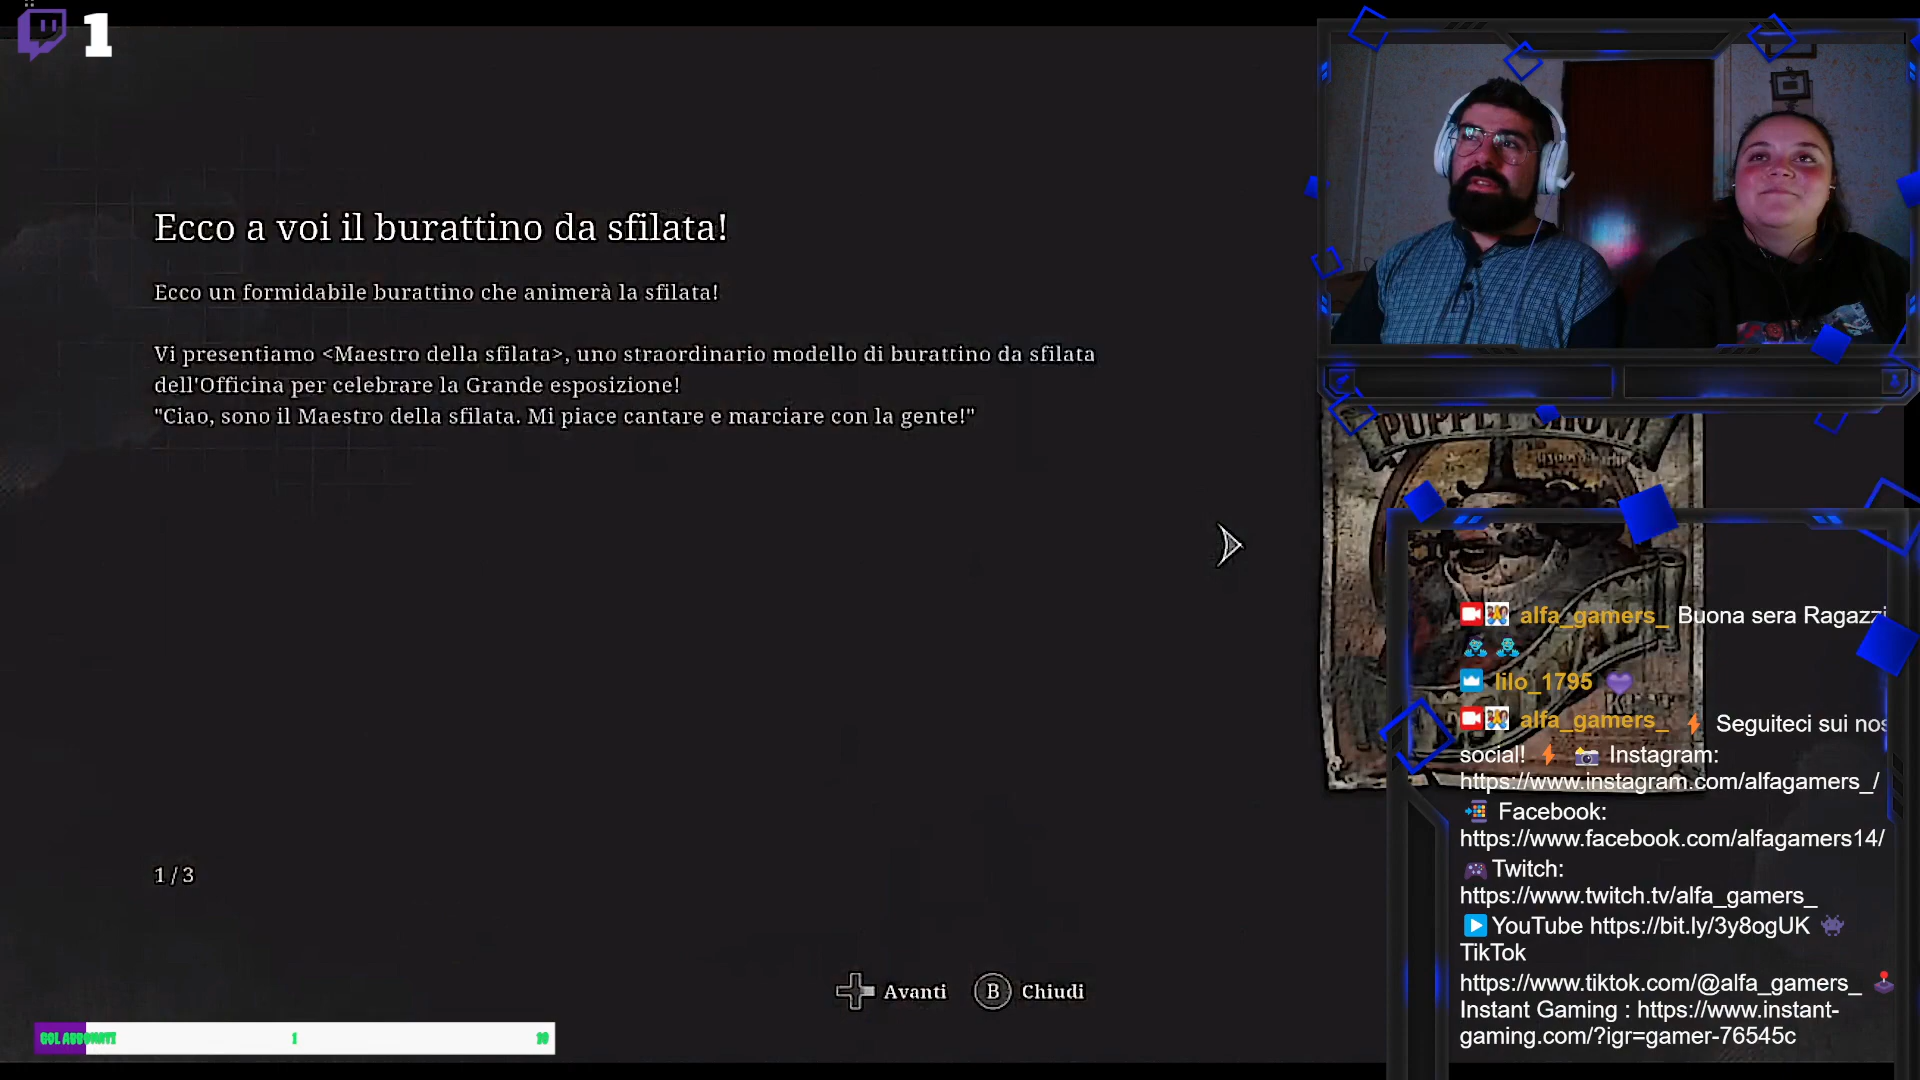 1
Ecco a voi il burattino da sfilata!
Ecco un formidabile burattino che animerà la sfilata!
Vi presentiamo <Maestro della sfilata>, uno straordinario modello di burattino da sfilata
dell'Officina per celebrare la Grande esposizione!
"Ciao, sono il Maestro della sfilata. Mi piace cantare e marciare con la gente!"
1 / 3
Avanti
B Chiudi
1
PUPPET SHOW!
alfa_gamers_ Buona sera Ragazzi
lilo_1795
alfa_gamers_ Seguiteci sui nos
social! Instagram:
https://www.instagram.com/alfagamers_/
Facebook:
https://www.facebook.com/alfagamers14/
Twitch:
https://www.twitch.tv/alfa_gamers_
YouTube https://bit.ly/3y8ogUK
TikTok
https://www.tiktok.com/@alfa_gamers_
Instant Gaming : https://www.instant-
gaming.com/?igr=gamer-76545c